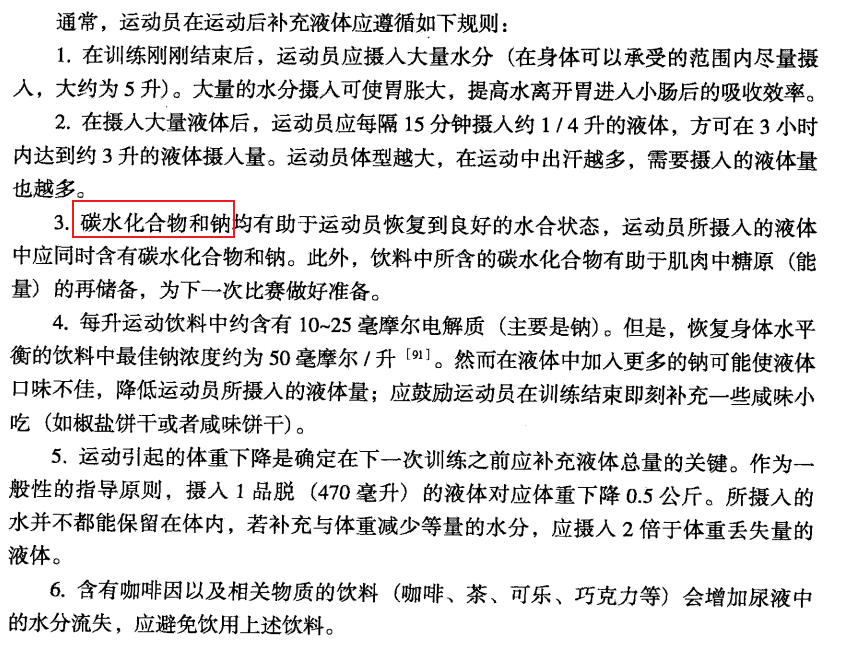 通常，运动员在运动后补充液体应遵循如下规则：
1. 在训练刚刚结束后，运动员应摄入大量水分（在身体可以承受的范围内尽量摄
入，大约为 5 升）。大量的水分摄入可使胃胀大，提高水离开胃进入小肠后的吸收效率。
2. 在摄入大量液体后，运动员应每隔 15 分钟摄入约 1 / 4 升的液体，方可在 3 小时
内达到约 3 升的液体摄入量。运动员体型越大，在运动中出汗越多，需要摄入的液体量
也越多。
3. 碳水化合物和钠均有助于运动员恢复到良好的水合状态，运动员所摄入的液体
中应同时含有碳水化合物和钠。此外，饮料中所含的碳水化合物有助于肌肉中糖原（能
量）的再储备，为下一次比赛做好准备。
4. 每升运动饮料中约含有 10~25 毫摩尔电解质（主要是钠）。但是，恢复身体水平
衡的饮料中最佳钠浓度约为 50 毫摩尔 / 升［91］。然而在液体中加入更多的钠可能使液体
口味不佳，降低运动员所摄入的液体量；应鼓励运动员在训练结束即刻补充一些咸味小
吃（如椒盐饼干或者咸味饼干）。
5. 运动引起的体重下降是确定在下一次训练之前应补充液体总量的关键。作为一
般性的指导原则，摄入 1 品脱（470 毫升）的液体对应体重下降 0.5 公斤。所摄入的
水并不都能保留在体内，若补充与体重减少等量的水分，应摄入 2 倍于体重丢失量的
液体。
6. 含有咖啡因以及相关物质的饮料（咖啡、茶、可乐、巧克力等）会增加尿液中
的水分流失，应避免饮用上述饮料。